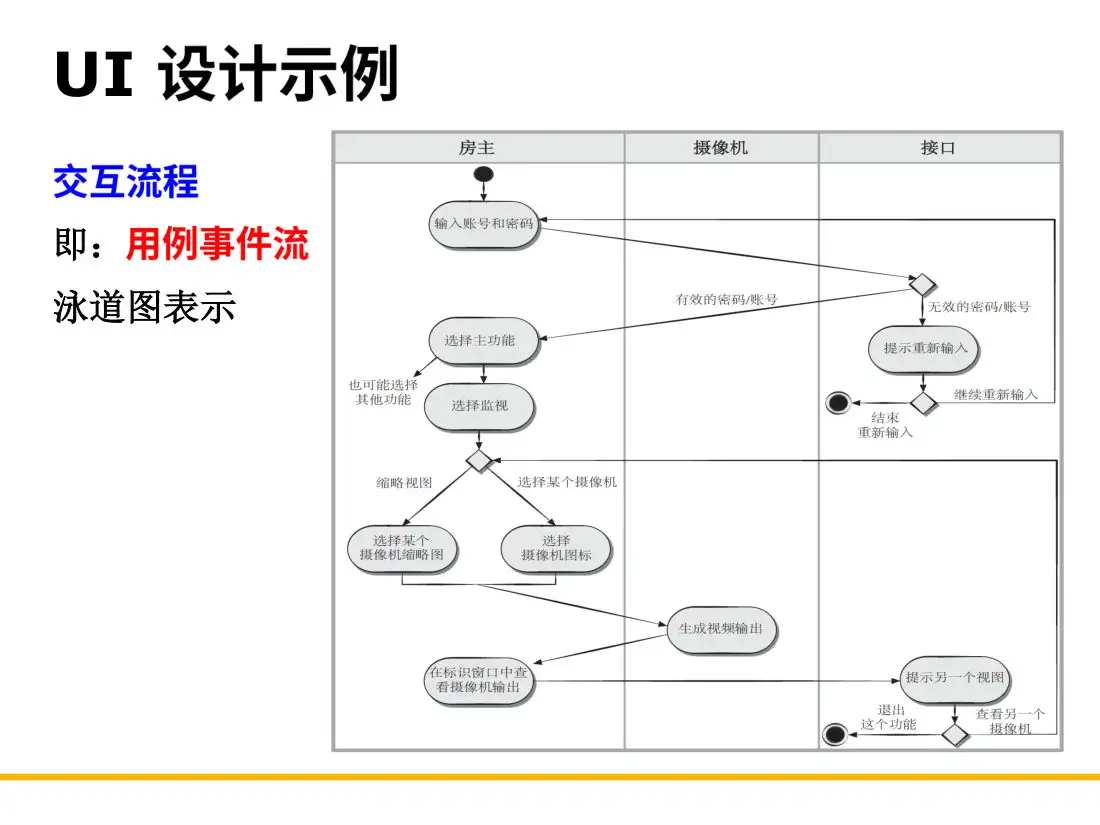 UI 设计示例
交互流程
即：用例事件流
泳道图表示
房主
摄像机
接口
输入账号和密码
有效的密码/账号
无效的密码/账号
选择主功能
提示重新输入
也可能选择
其他功能
选择监视
继续重新输入
结束
重新输入
缩略视图
选择某个摄像机
选择某个
摄像机缩略图
选择
摄像机图标
生成视频输出
在标识窗口中查
看摄像机输出
提示另一个视图
退出
这个功能
查看另一个
摄像机